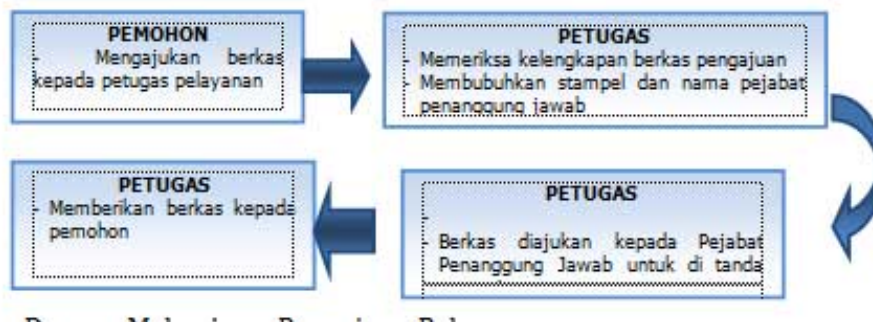 PEMOHON
- Mengajukan berkas
kepada petugas pelayanan
PETUGAS
- Memeriksa kelengkapan berkas pengajuan
- Membubuhkan stampel dan nama pejabat
penanggung jawab
PETUGAS
- Memberikan berkas kepada
pemohon
PETUGAS
-
- Berkas diajukan kepada Pejabat
Penanggung Jawab untuk di tanda